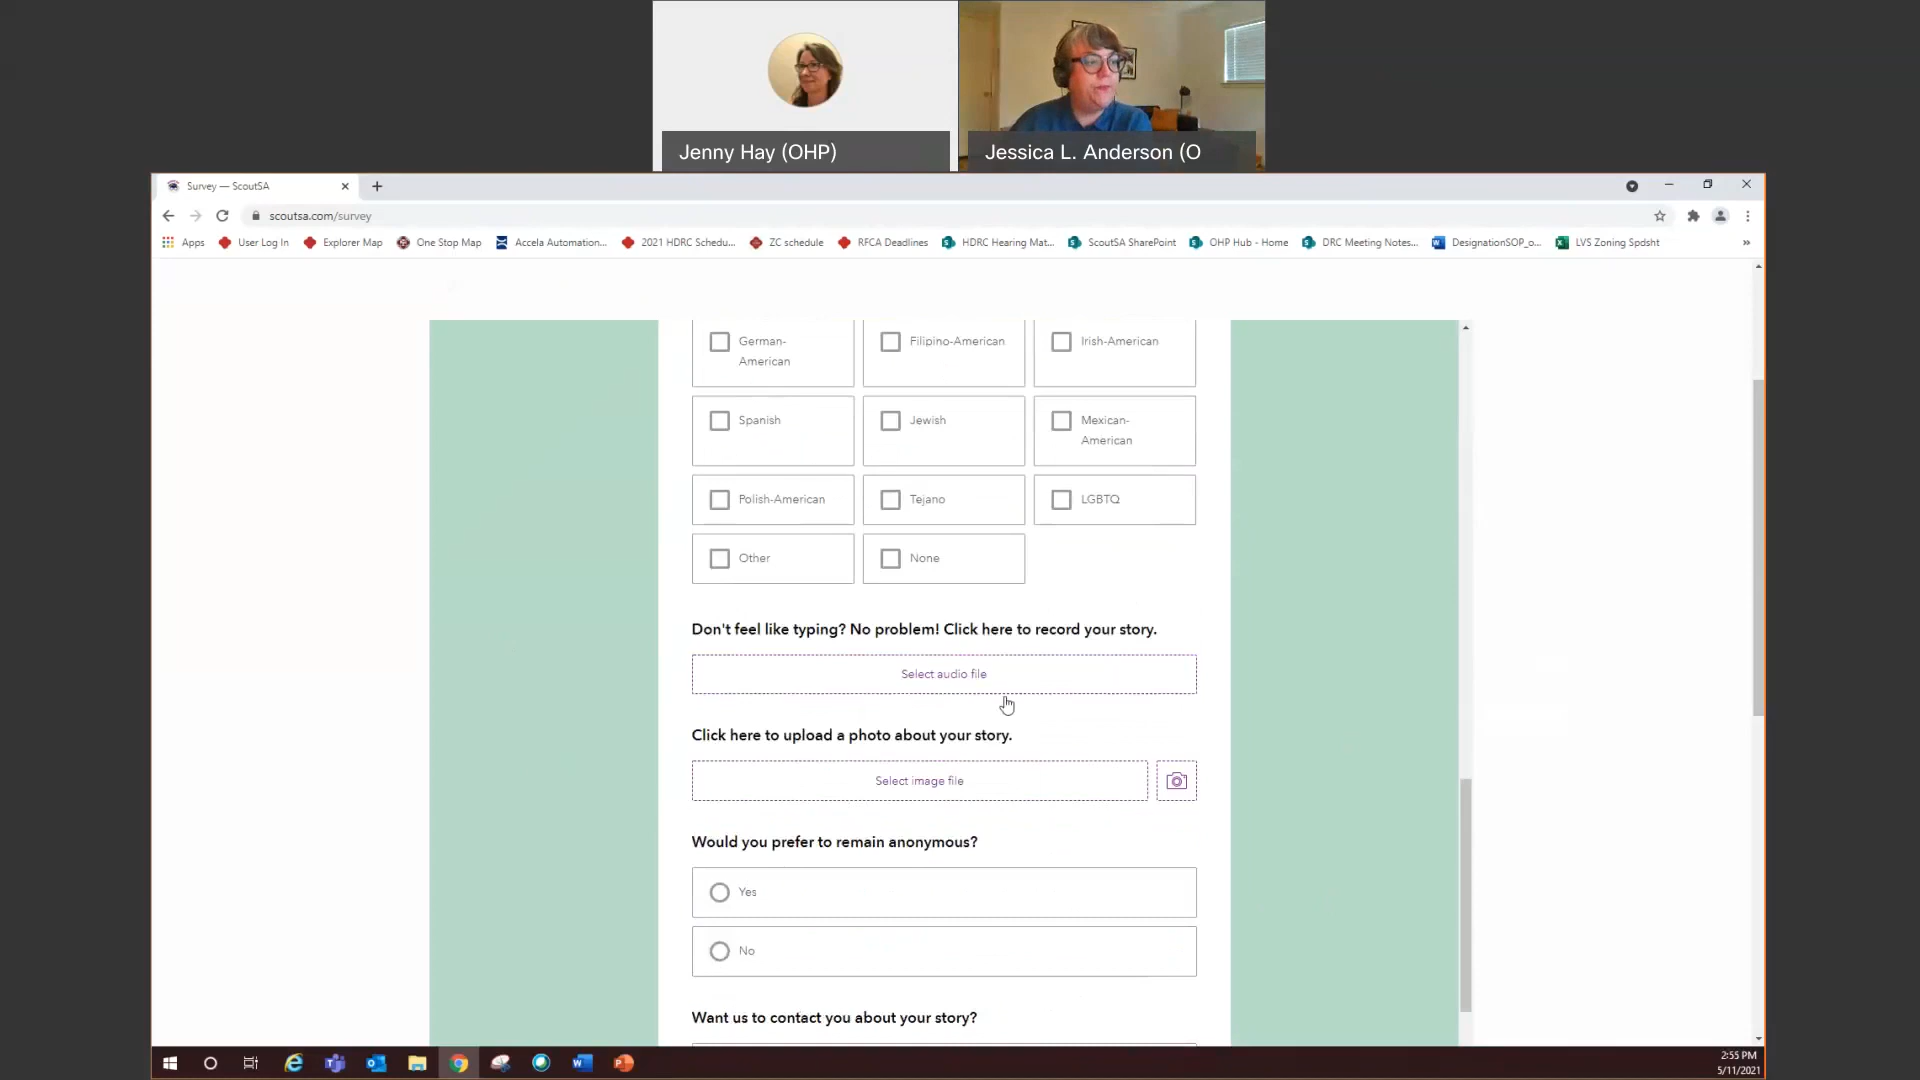 Jenny Hay (OHP)
Jessica L. Anderson (O
Survey — ScoutSA
scoutsa.com/survey
Apps
User Log In
Explorer Map
One Stop Map
Accela Automation...
2021 HDRC Schedu...
ZC schedule
RFCA Deadlines
HDRC Hearing Mat...
ScoutSA SharePoint
OHP Hub - Home
DRC Meeting Notes...
DesignationSOP_o...
LVS Zoning Spdsht
»
German-
American
Filipino-American
Irish-American
Spanish
Jewish
Mexican-
American
Polish-American
Tejano
LGBTQ
Other
None
Don't feel like typing? No problem! Click here to record your story.
Select audio file
Click here to upload a photo about your story.
Select image file
Would you prefer to remain anonymous?
Yes
No
Want us to contact you about your story?
2:55 PM
5/11/2021